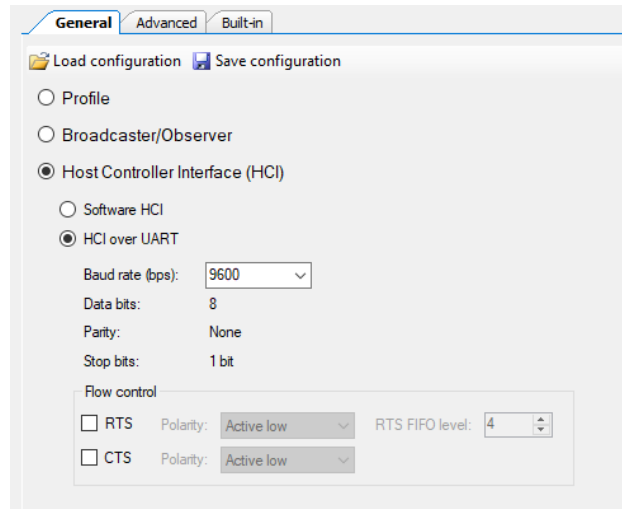 General Advanced Built-in
Load configuration Save configuration
Profile
Broadcaster/Observer
Host Controller Interface (HCI)
Software HCI
HCI over UART
Baud rate (bps): 9600
Data bits: 8
Parity: None
Stop bits: 1 bit
Flow control
RTS Polarity: Active low RTS FIFO level: 4
CTS Polarity: Active low